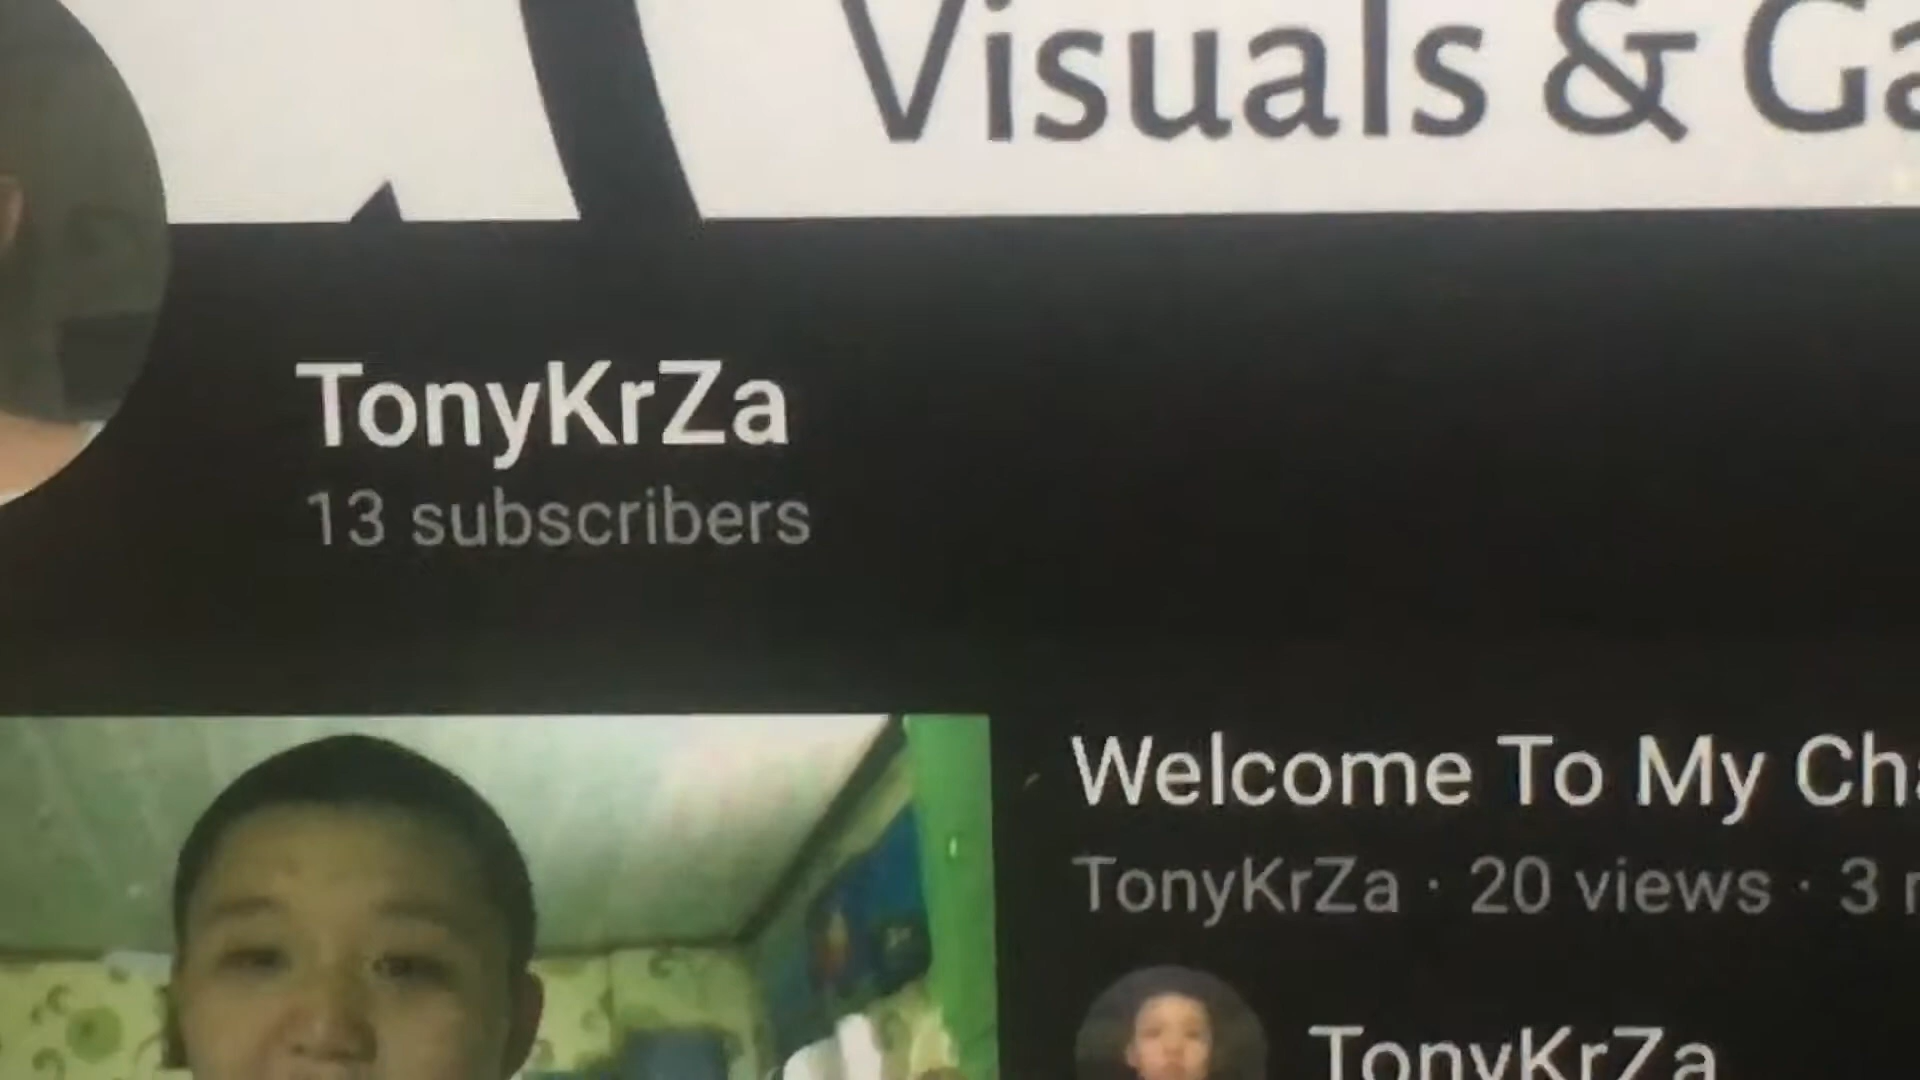 Visuals & Ga
TonyKrZa
13 subscribers
Welcome To My Cha
TonyKrZa · 20 views · 3
TonyKrZa